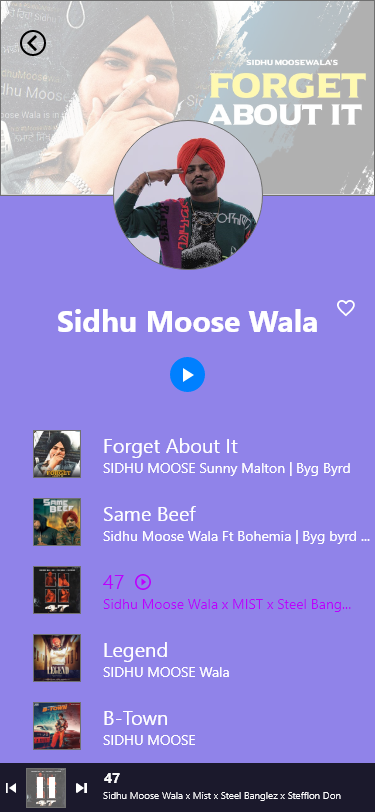 SIDHU MOOSEWALA'S
FORGET
ABOUT IT
Sidhu Moose Wala
Forget About It
SIDHU MOOSE Sunny Malton | Byg Byrd
Same Beef
Sidhu Moose Wala Ft Bohemia | Byg byrd ...
47
Sidhu Moose Wala x MIST x Steel Bang...
Legend
SIDHU MOOSE Wala
B-Town
SIDHU MOOSE
47
Sidhu Moose Wala x Mist x Steel Banglez x Stefflon Don